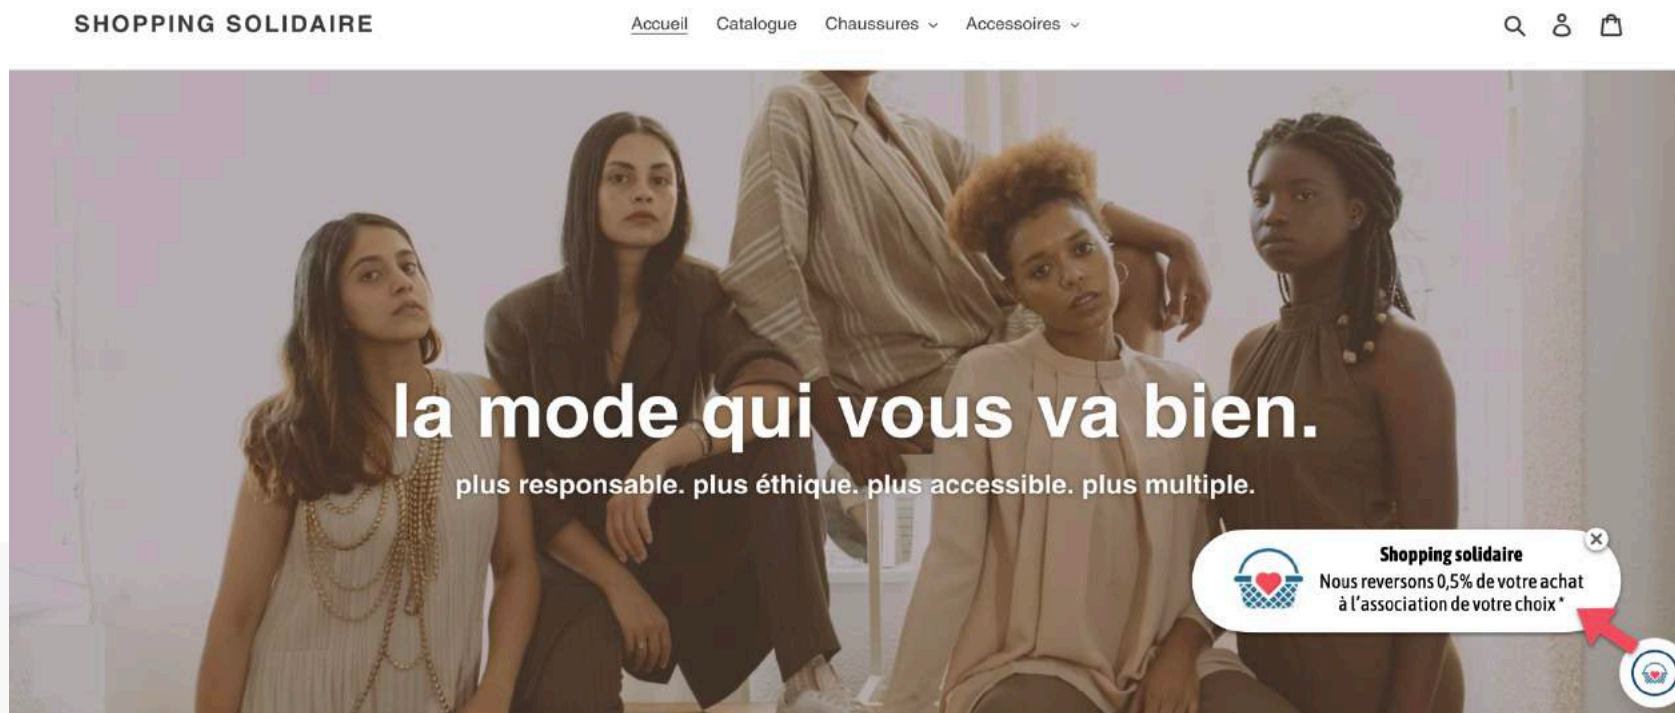 SHOPPING SOLIDAIRE
Accueil Catalogue Chaussures Accessoires
la mode qui vous va bien.
plus responsable. plus éthique. plus accessible. plus multiple.
Shopping solidaire
Nous reversons 0,5% de votre achat
à l'association de votre choix*